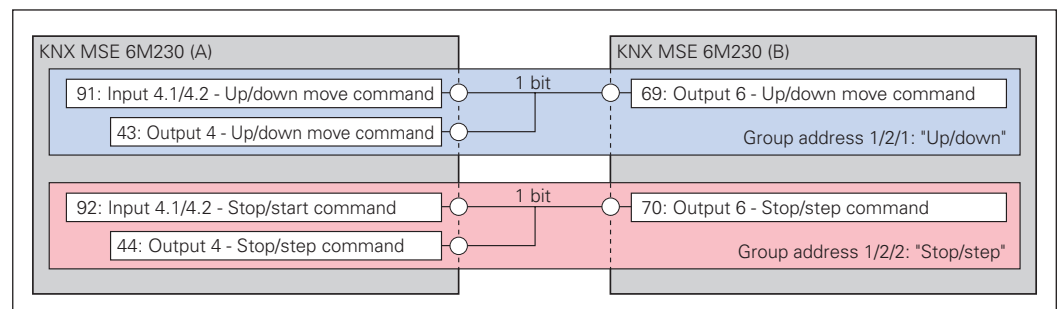 KNX MSE 6M230 (A)
KNX MSE 6M230 (B)
91: Input 4.1/4.2 - Up/down move command
1 bit
69: Output 6 - Up/down move command
43: Output 4 - Up/down move command
Group address 1/2/1: "Up/down"
92: Input 4.1/4.2 - Stop/start command
1 bit
70: Output 6 - Stop/step command
44: Output 4 - Stop/step command
Group address 1/2/2: "Stop/step"